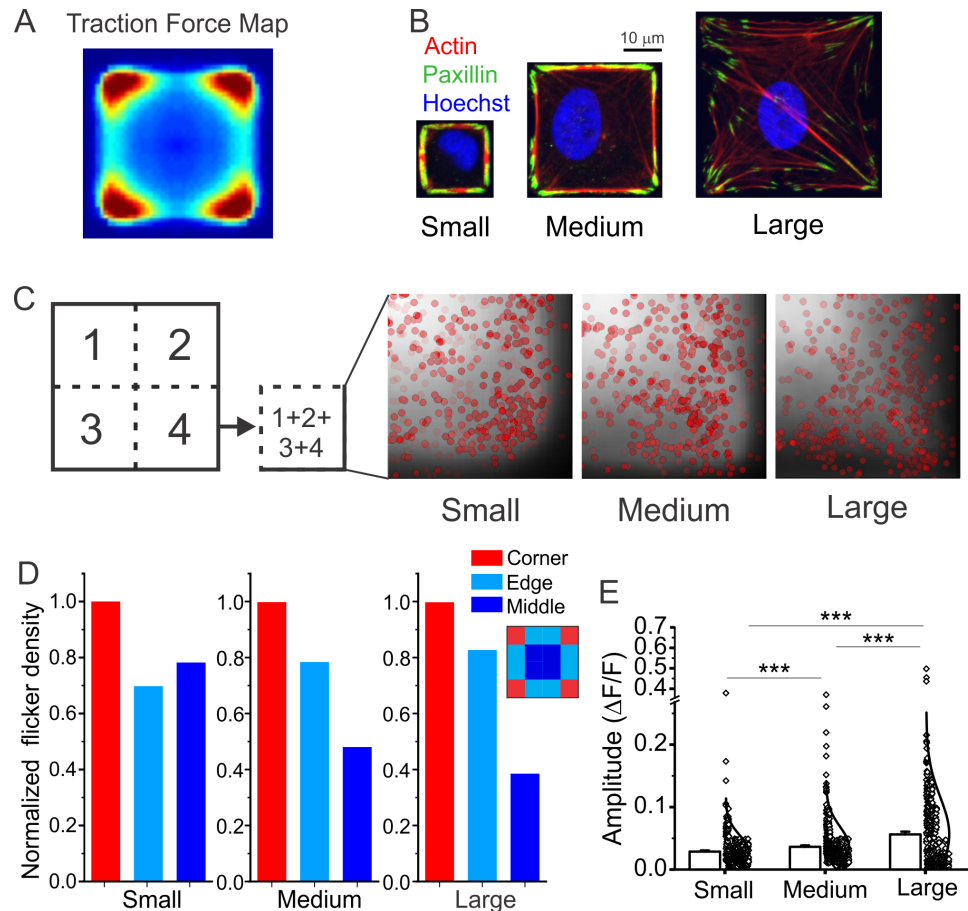 A
Traction Force Map
B
Actin
Paxillin
Hoechst
10 μm
Small
Medium
Large
C
1
2
3
4
1+2+
3+4
Small
Medium
Large
D
Corner
Edge
Middle
Normalized flicker density
1.0
0.8
0.6
0.4
0.2
0.0
Small
1.0
0.8
0.6
0.4
0.2
0.0
Medium
1.0
0.8
0.6
0.4
0.2
0.0
Large
E
Amplitude (ΔF/F)
0.7
0.6
0.5
0.4
0.2
0.1
0.0
***
***
***
Small
Medium
Large